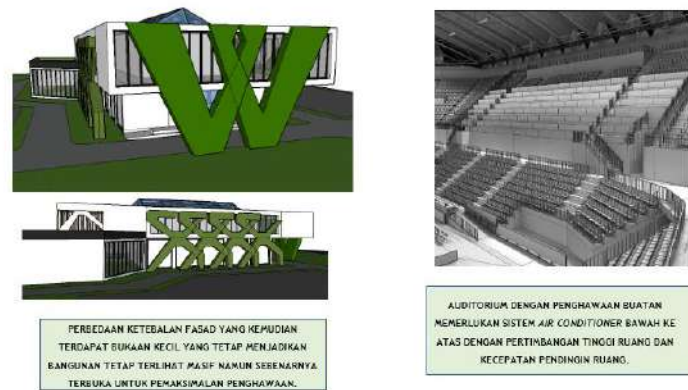 W
PERBEDAAN KETEBALAN FASAD YANG KEMUDIAN
TERDAPAT BUKAAN KECIL YANG TETAP MENJADIKAN
BANGUNAN TETAP TERLIHAT MASIF NAMUN SEBENARNYA
TERBUKA UNTUK PEMAKSIMALAN PENGHAWAAN.
AUDITORIUM DENGAN PENGHAWAAN BUATAN
MEMERLUKAN SISTEM AIR CONDITIONER BAWAH KE
ATAS DENGAN PERTIMBANGAN TINGGI RUANG DAN
KECEPATAN PENDINGIN RUANG.